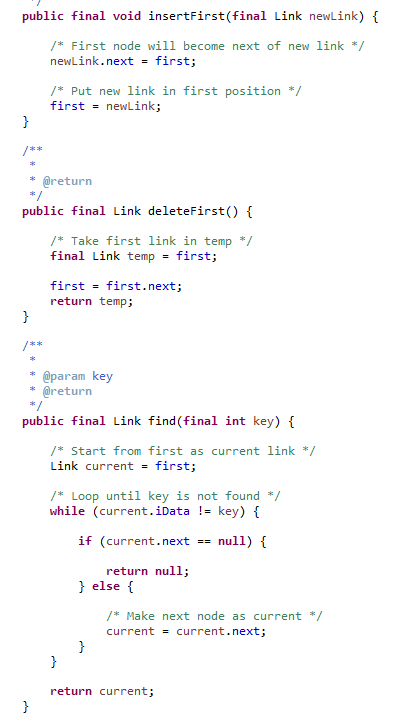 */
public final void insertFirst(final Link newLink) {
/* First node will become next of new link */
newLink.next = first;
/* Put new link in first position */
first = newLink;
}
/**
*
* @return
*/
public final Link deleteFirst() {
/* Take first link in temp */
final Link temp = first;
first = first.next;
return temp;
}
/**
*
* @param key
* @return
*/
public final Link find(final int key) {
/* Start from first as current link */
Link current = first;
/* Loop until key is not found */
while (current.iData != key) {
if (current.next == null) {
return null;
} else {
/* Make next node as current */
current = current.next;
}
}
return current;
}